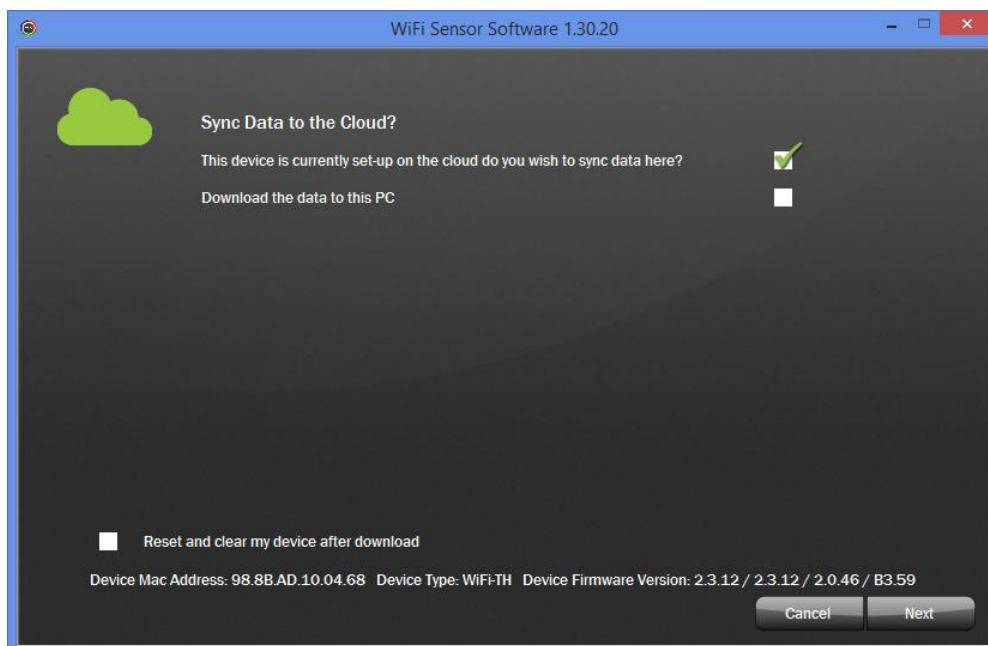 WiFi Sensor Software 1.30.20
Sync Data to the Cloud?
This device is currently set-up on the cloud do you wish to sync data here?
Download the data to this PC
Reset and clear my device after download
Device Mac Address: 98.8B.AD.10.04.68 Device Type: WiFi-TH Device Firmware Version: 2.3.12 / 2.3.12 / 2.0.46 / B3.59
Cancel Next